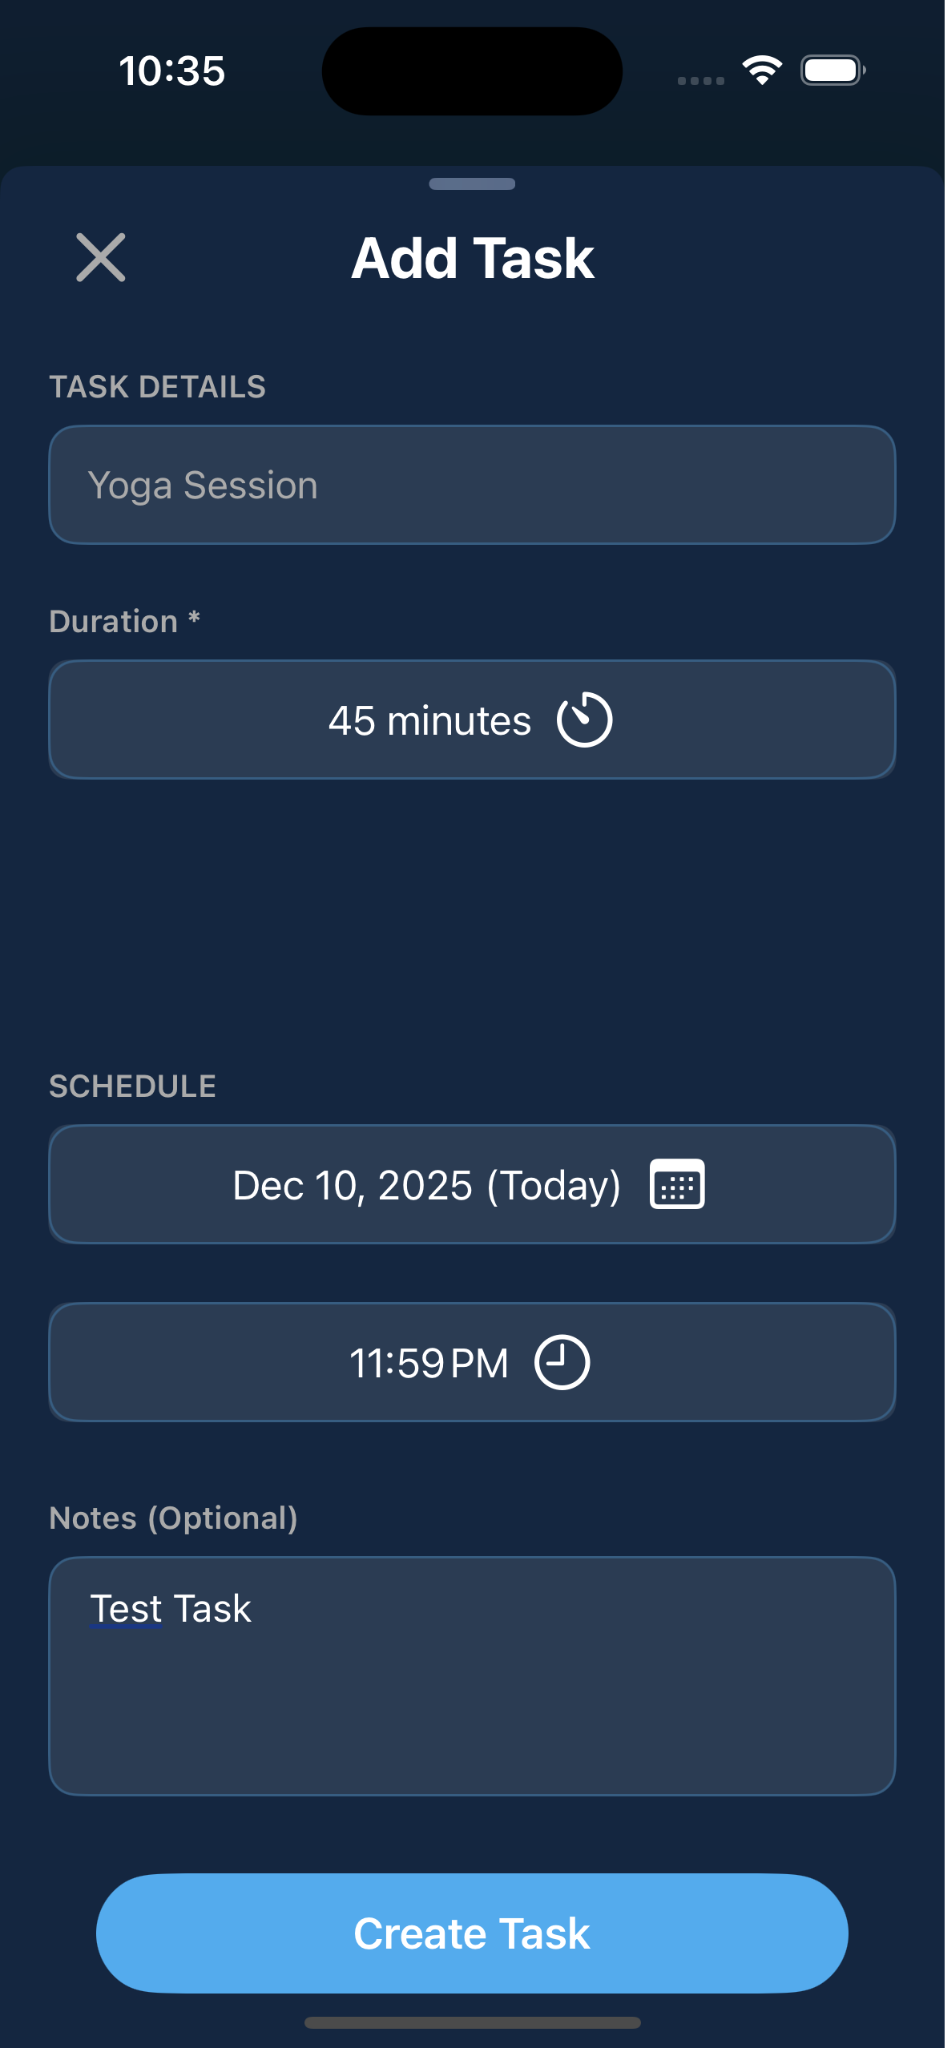 10:35
Add Task
TASK DETAILS
Yoga Session
Duration *
45 minutes
SCHEDULE
Dec 10, 2025 (Today)
11:59 PM
Notes (Optional)
Test Task
Create Task